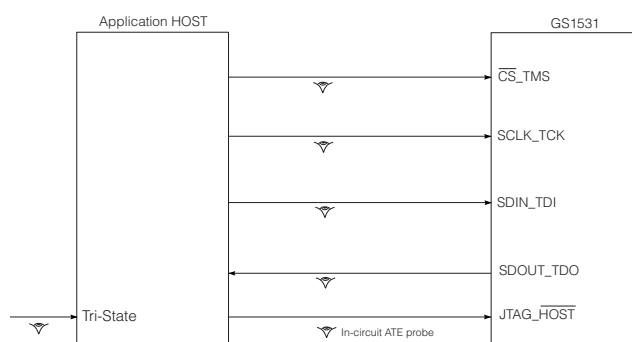 Application HOST
GS1531
CS_TMS
SCLK_TCK
SDIN_TDI
SDOUT_TDO
Tri-State
JTAG_HOST
In-circuit ATE probe